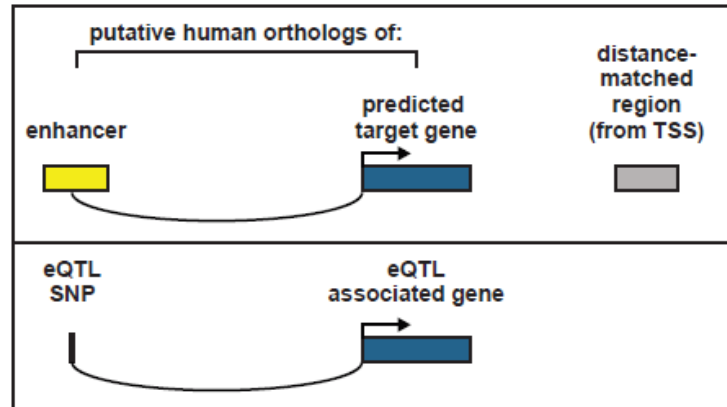 putative human orthologs of:
enhancer
predicted
target gene
distance-
matched
region
(from TSS)
eQTL
SNP
eQTL
associated gene